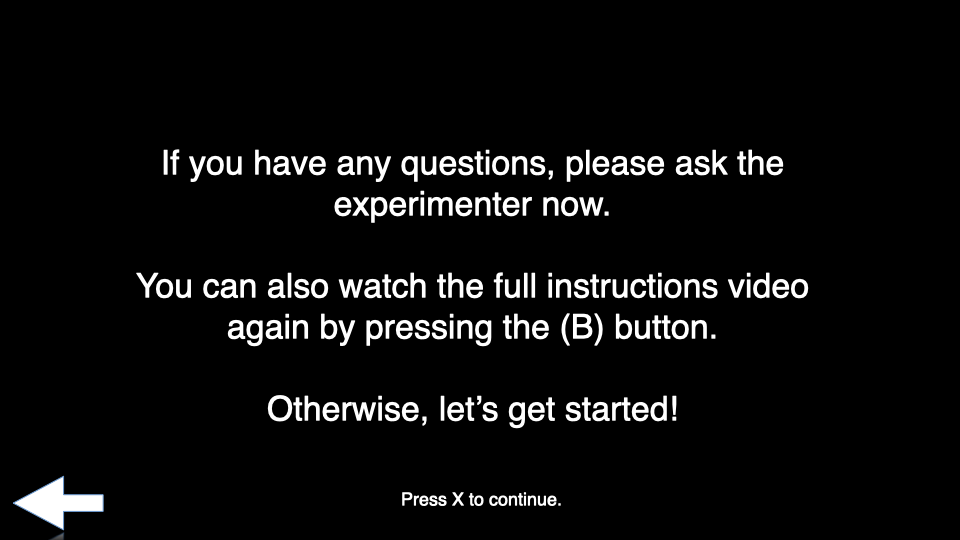 If you have any questions, please ask the
experimenter now.
You can also watch the full instructions video
again by pressing the (B) button.
Otherwise, let’s get started!
Press X to continue.